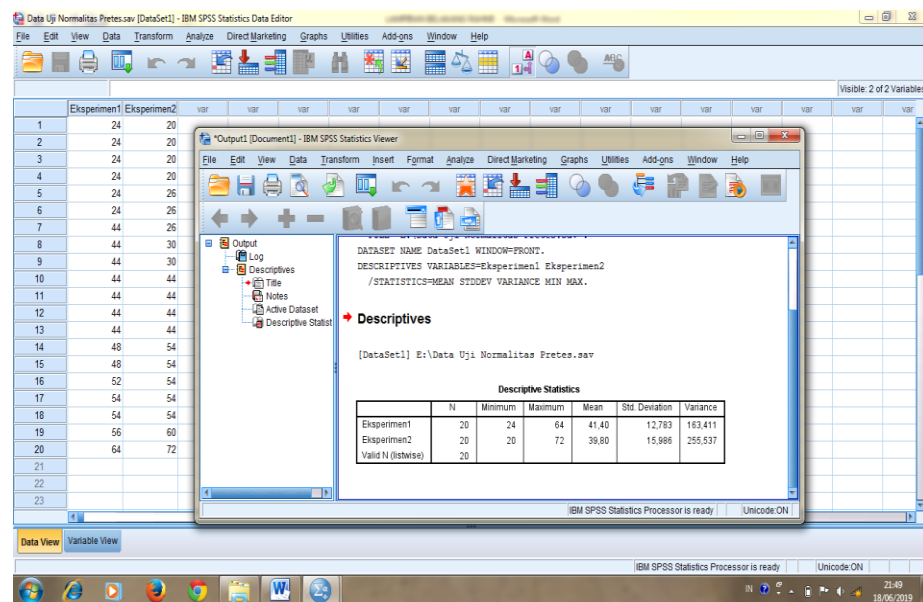 Data Uji Normalitas Pretes.sav [DataSet1] - IBM SPSS Statistics Data Editor
File Edit View Data Transform Analyze Direct Marketing Graphs Utilities Add-ons Window Help
Visible: 2 of 2 Variables
Eksperimen1 Eksperimen2 var var var var var var var var var var var var var var var
1 24 20
2 24 20
3 24 20
4 24 20
5 24 26
6 24 26
7 44 26
8 44 30
9 44 30
10 44 44
11 44 44
12 44 44
13 44 44
14 48 54
15 48 54
16 52 54
17 54 54
18 54 54
19 56 60
20 64 72
21
22
23
*Output1 [Document1] - IBM SPSS Statistics Viewer
File Edit View Data Transform Insert Format Analyze Direct Marketing Graphs Utilities Add-ons Window Help
Output
Log
Descriptives
Title
Notes
Active Dataset
Descriptive Statist
DATASET NAME DataSet1 WINDOW=FRONT.
DESCRIPTIVES VARIABLES=Eksperimen1 Eksperimen2
/STATISTICS=MEAN STDDEV VARIANCE MIN MAX.
Descriptives
[DataSet1] E:\Data Uji Normalitas Pretes.sav
Descriptive Statistics
N Minimum Maximum Mean Std. Deviation Variance
Eksperimen1 20 24 64 41,40 12,783 163,411
Eksperimen2 20 20 72 39,80 15,986 255,537
Valid N (listwise) 20
IBM SPSS Statistics Processor is ready Unicode:ON
Data View Variable View
IBM SPSS Statistics Processor is ready Unicode:ON
IN 21:49
18/06/2019